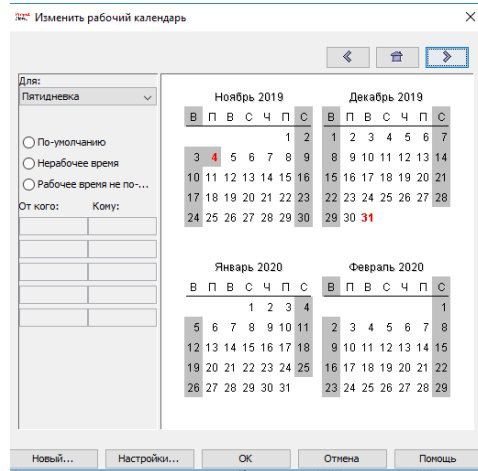 Изменить рабочий календарь
Для:
Пятидневка
По-умолчанию
Нерабочее время
Рабочее время не по-...
От кого: Кому:
Ноябрь 2019
В П В С Ч П С
1 2
3 4 5 6 7 8 9
10 11 12 13 14 15 16
17 18 19 20 21 22 23
24 25 26 27 28 29 30
Декабрь 2019
В П В С Ч П С
1 2 3 4 5 6 7
8 9 10 11 12 13 14
15 16 17 18 19 20 21
22 23 24 25 26 27 28
29 30 31
Январь 2020
В П В С Ч П С
1 2 3 4
5 6 7 8 9 10 11
12 13 14 15 16 17 18
19 20 21 22 23 24 25
26 27 28 29 30 31
Февраль 2020
В П В С Ч П С
1
2 3 4 5 6 7 8
9 10 11 12 13 14 15
16 17 18 19 20 21 22
23 24 25 26 27 28 29
Новый... Настройки... ОК Отмена Помощь